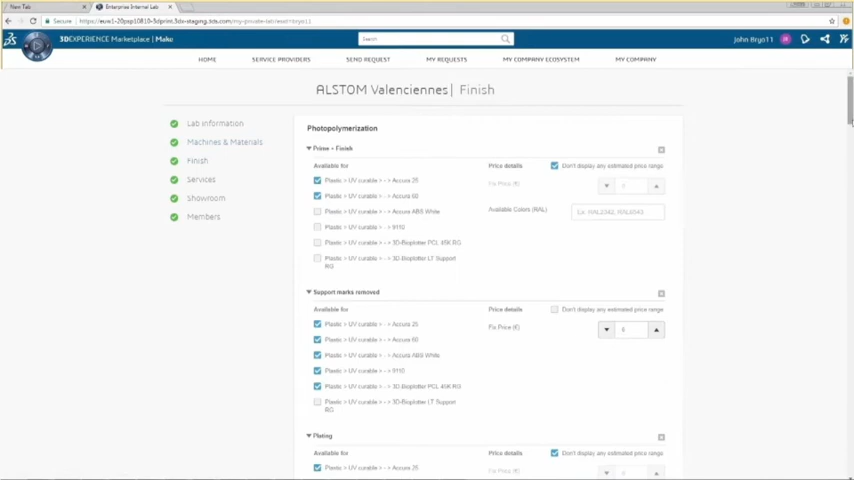 New Tab
Enterprise Internal Lab
Secure
3DEXPERIENCE Marketplace | Make
Search
John Bryo11
HOME
SERVICE PROVIDERS
SEND REQUEST
MY REQUESTS
MY COMPANY ECOSYSTEM
MY COMPANY
ALSTOM Valenciennes| Finish
Lab information
Machines & Materials
Finish
Services
Showroom
Members
Photopolymerization
Prime > Finish
Available for
Price details
Don't display any estimated price range
Plastic > UV curable > - > Accura 25
Fix Price (€)
Plastic > UV curable > - > Accura 60
Plastic > UV curable > - > Accura ABS White
Available Colors (RAL)
Ex. RAL2042, RAL6043
Plastic > UV curable > - > 9110
Plastic > UV curable > - > 3D-Bioplotter PCL 45K RG
Plastic > UV curable > - > 3D-Bioplotter LT Support
RG
Support marks removed
Available for
Price details
Don't display any estimated price range
Plastic > UV curable > - > Accura 25
Fix Price (€)
6
Plastic > UV curable > - > Accura 60
Plastic > UV curable > - > Accura ABS White
Plastic > UV curable > - > 9110
Plastic > UV curable > - > 3D-Bioplotter PCL 45K RG
Plastic > UV curable > - > 3D-Bioplotter LT Support
RG
Plating
Available for
Price details
Don't display any estimated price range
Plastic > UV curable > - > Accura 25
Fix Price (€)